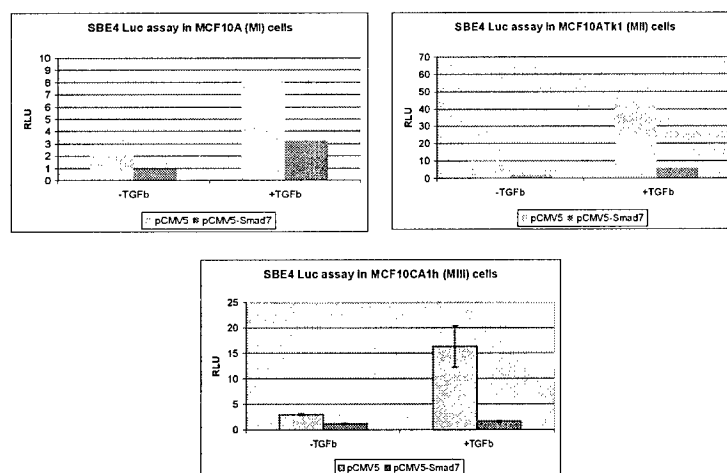 SBE4 Luc assay in MCF10A (MI) cells
RLU
10
9
8
7
6
5
4
3
2
1
0
-TGFb +TGFb
pCMV5 pCMV5-Smad7
SBE4 Luc assay in MCF10ATk1 (MII) cells
RLU
70
60
50
40
30
20
10
0
-TGFb +TGFb
pCMV5 pCMV5-Smad7
SBE4 Luc assay in MCF10CA1h (MIII) cells
RLU
25
20
15
10
5
0
-TGFb +TGFb
pCMV5 pCMV5-Smad7